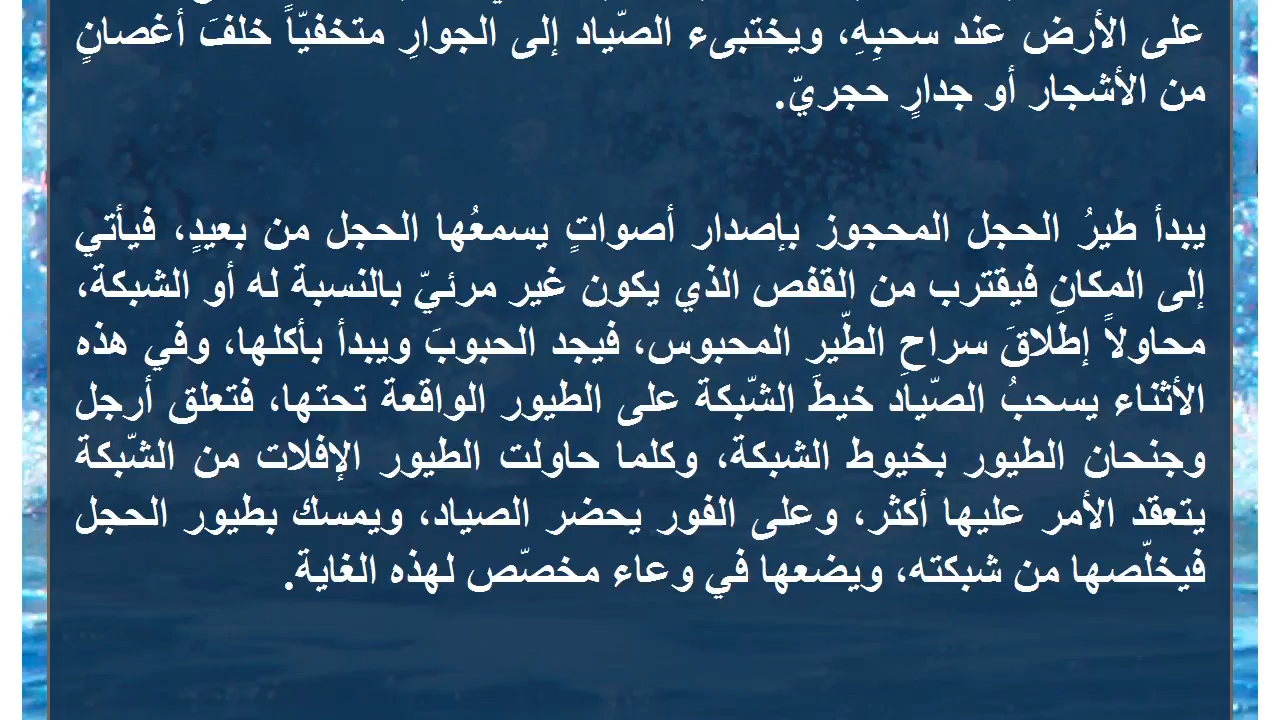 على الأرض عند سحبِهِ، ويختبىء الصّياد إلى الجوارِ متخفيّاً خلفَ أغصانٍ
من الأشجار أو جدارٍ حجريّ.
يبدأ طيرُ الحجل المحجوز بإصدار أصواتٍ يسمعُها الحجل من بعيدٍ، فيأتي
إلى المكانِ فيقترب من القفص الذي يكون غير مرئيّ بالنسبة له أو الشبكة،
محاولاً إطلاقَ سراحِ الطّيرِ المحبوس، فيجد الحبوبَ ويبدأ بأكلها، وفي هذه
الأثناء يسحبُ الصّياد خيطَ الشّبكة على الطيور الواقعة تحتها، فتعلق أرجل
وجنحان الطيور بخيوط الشبكة، وكلما حاولت الطيور الإفلات من الشّبكة
يتعقد الأمر عليها أكثر، وعلى الفور يحضر الصياد، ويمسك بطيور الحجل
فيخلّصها من شبكته، ويضعها في وعاء مخصّص لهذه الغاية.